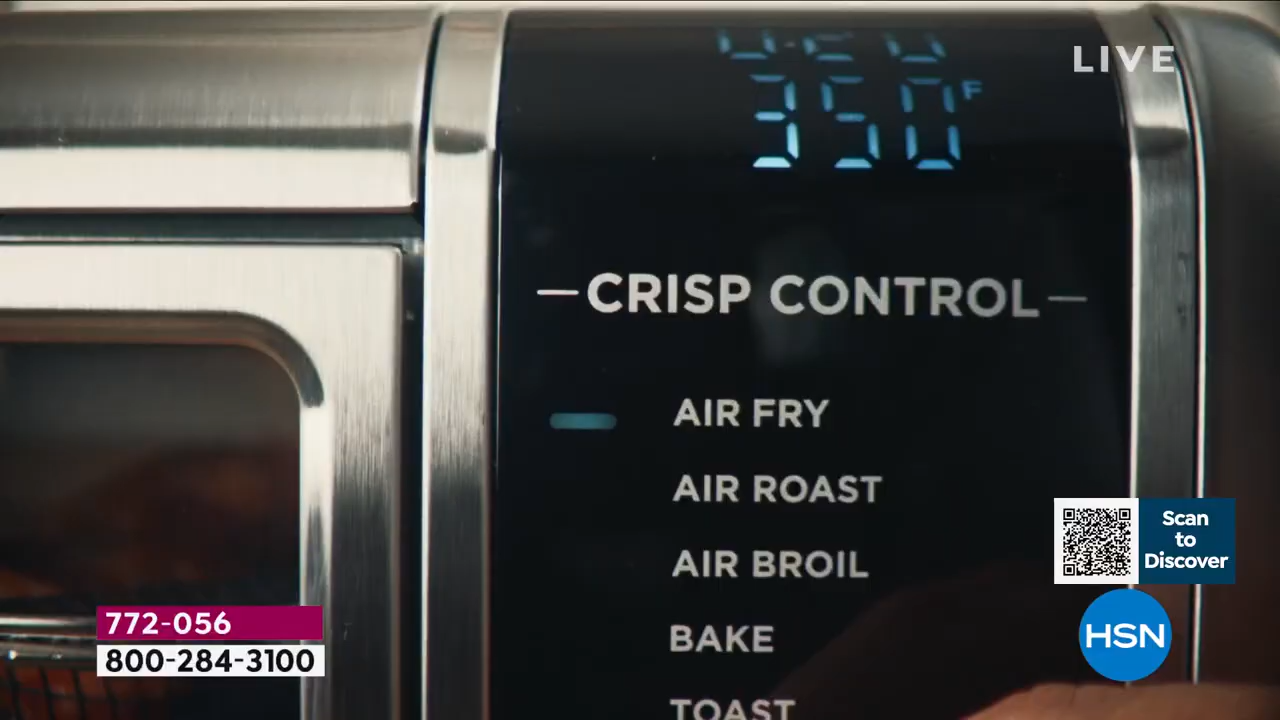 LIVE
350 F
CRISP CONTROL
AIR FRY
AIR ROAST
AIR BROIL
BAKE
TOAST
Scan
to
Discover
HSN
772-056
800-284-3100